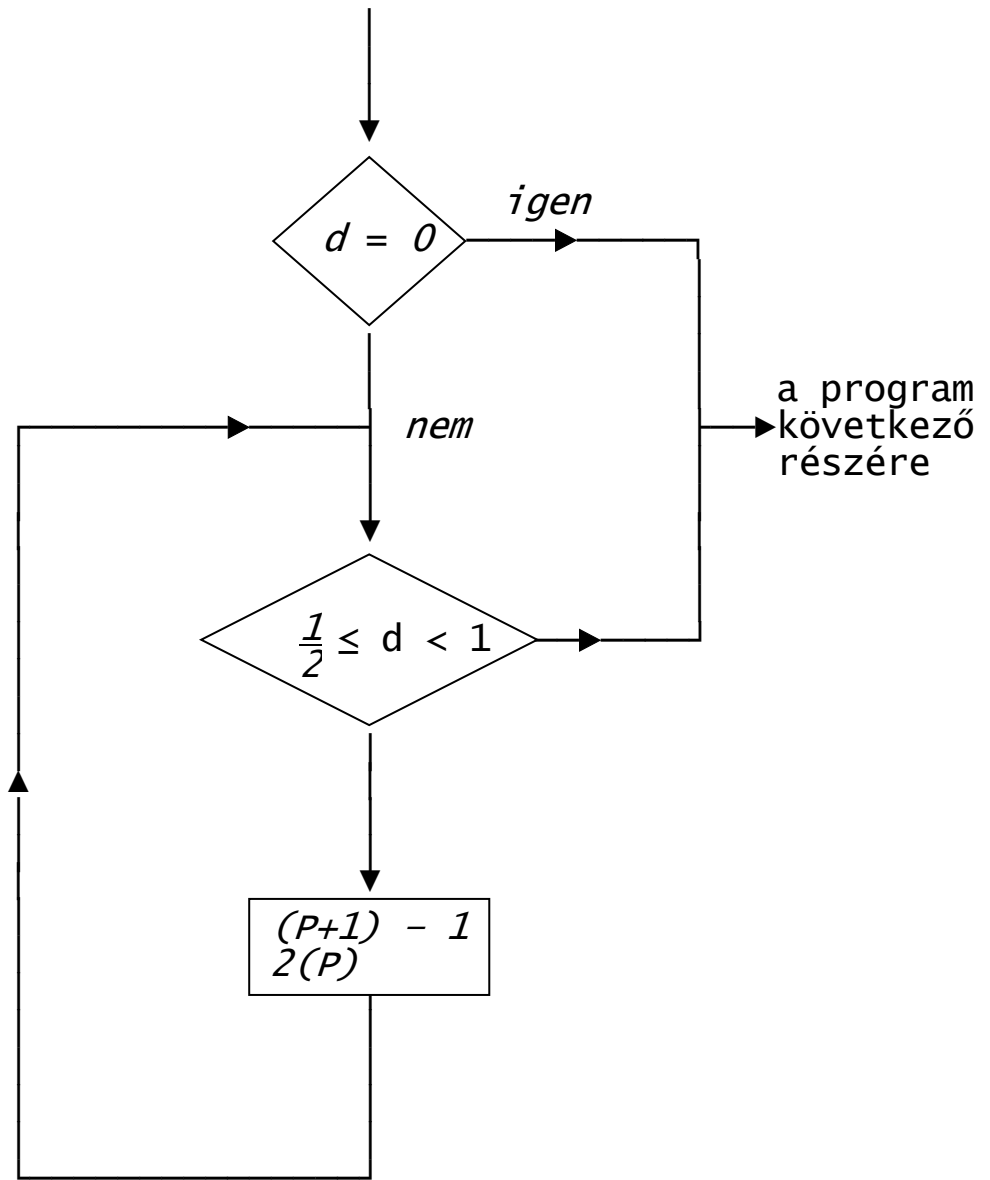 d = 0
igen
nem
a program
következő
részére
1/2 ≤ d < 1
(P+1) - 1
2(P)